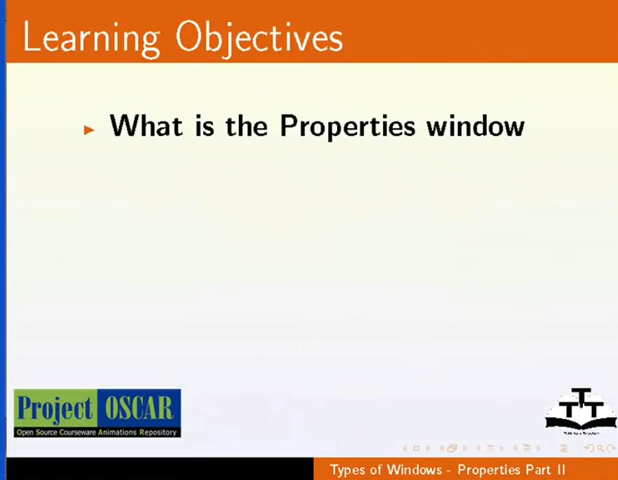 Learning Objectives
What is the Properties window
Project OSCAR
Open Source Courseware Animations Repository
TTT
Types of Windows - Properties Part II